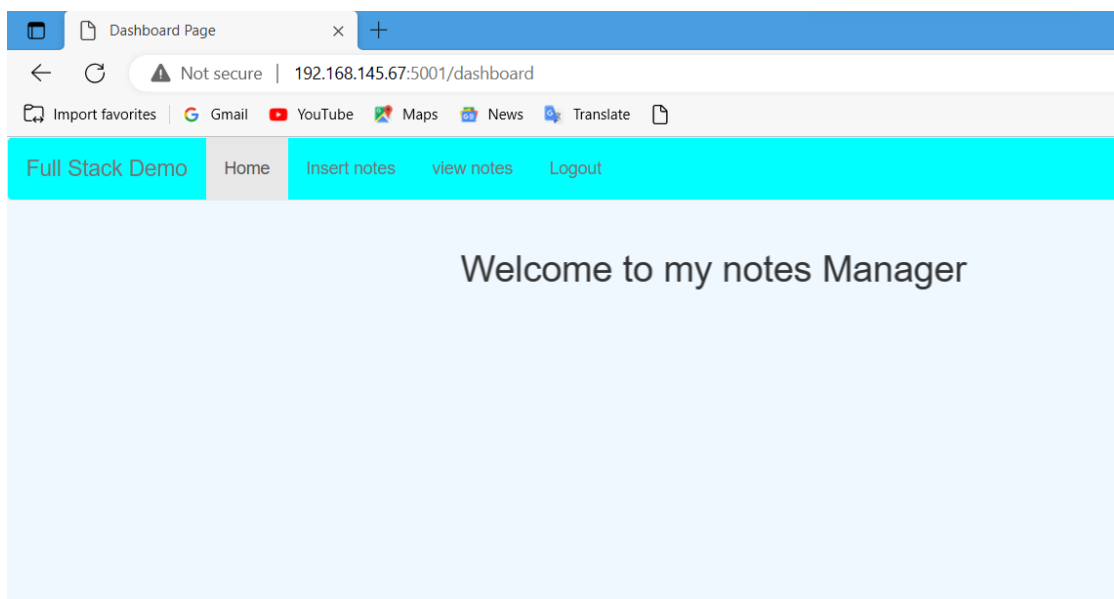 Dashboard Page
Not secure | 192.168.145.67:5001/dashboard
Import favorites Gmail YouTube Maps News Translate
Full Stack Demo Home Insert notes view notes Logout
Welcome to my notes Manager